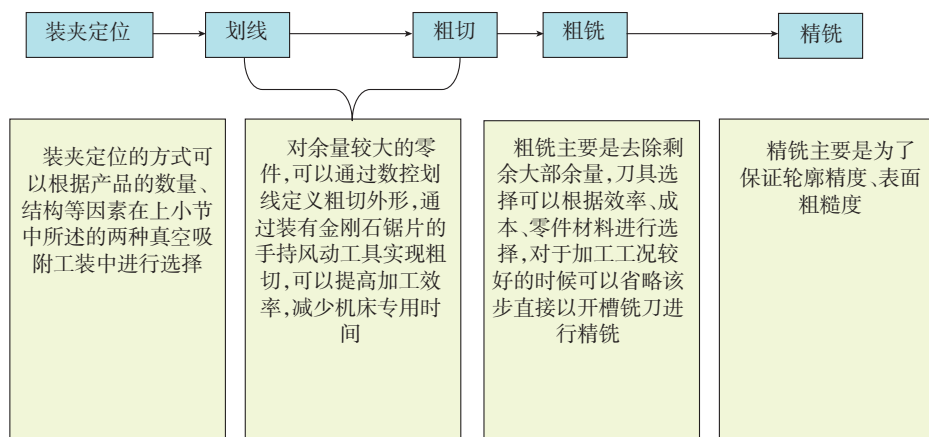 装夹定位
划线
粗切
粗铣
精铣
装夹定位的方式可
以根据产品的数量、
结构等因素在上小节
中所述的两种真空吸
附工装中进行选择
对余量较大的零
件,可以通过数控划
线定义粗切外形,通
过装有金刚石锯片的
手持风动工具实现粗
切,可以提高加工效
率,减少机床专用时
间
粗铣主要是去除剩
余大部余量,刀具选
择可以根据效率、成
本、零件材料进行选
择,对于加工工况较
好的时候可以省略该
步直接以开槽铣刀进
行精铣
精铣主要是为了
保证轮廓精度、表面
粗糙度